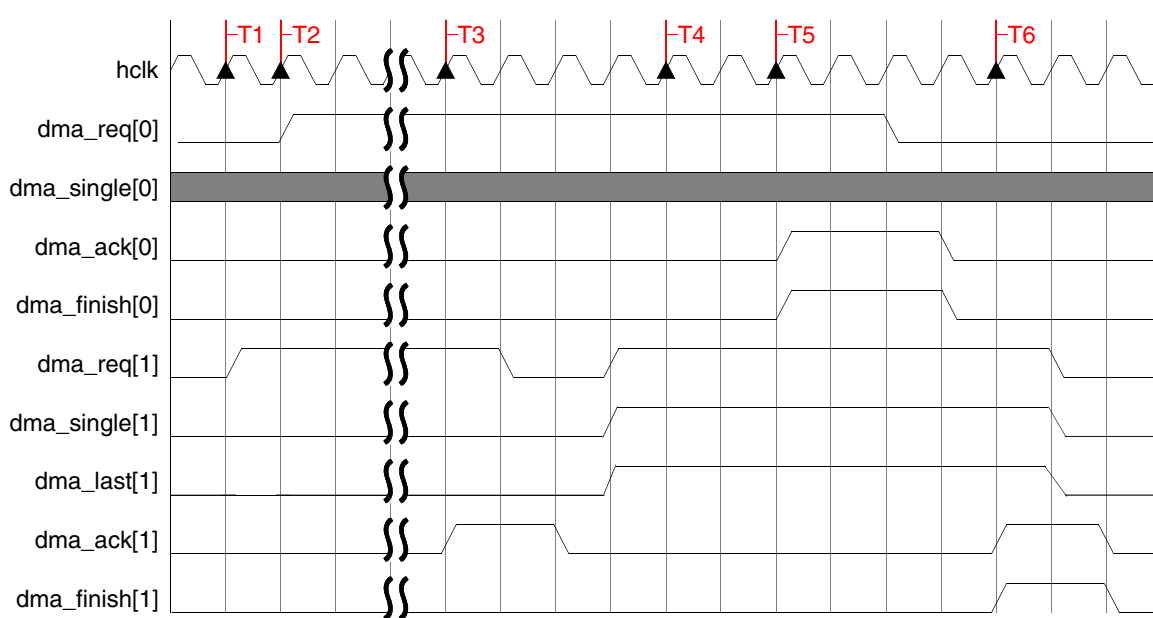 T1 T2 T3 T4 T5 T6
hclk
dma_req[0]
dma_single[0]
dma_ack[0]
dma_finish[0]
dma_req[1]
dma_single[1]
dma_last[1]
dma_ack[1]
dma_finish[1]